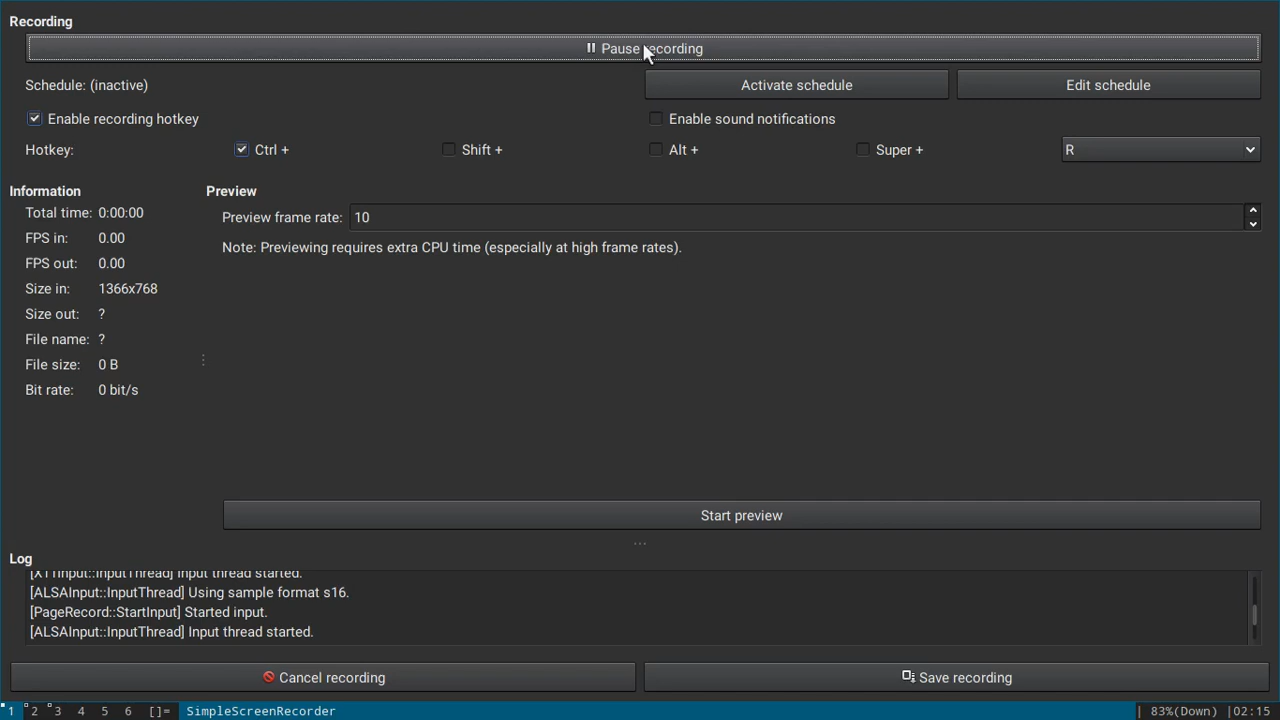 Recording
Pause recording
Schedule: (inactive)
Activate schedule
Edit schedule
Enable recording hotkey
Enable sound notifications
Hotkey:
Ctrl +
Shift +
Alt +
Super +
R
Information
Preview
Total time: 0:00:00
Preview frame rate: 10
FPS in: 0.00
Note: Previewing requires extra CPU time (especially at high frame rates).
FPS out: 0.00
Size in: 1366x768
Size out: ?
File name: ?
File size: 0 B
Bit rate: 0 bit/s
Start preview
Log
[X11Input::InputThread] Input thread started.
[ALSAInput::InputThread] Using sample format s16.
[PageRecord::StartInput] Started input.
[ALSAInput::InputThread] Input thread started.
Cancel recording
Save recording
1 2 3 4 5 6 []= SimpleScreenRecorder | 83%(Down) |02:15